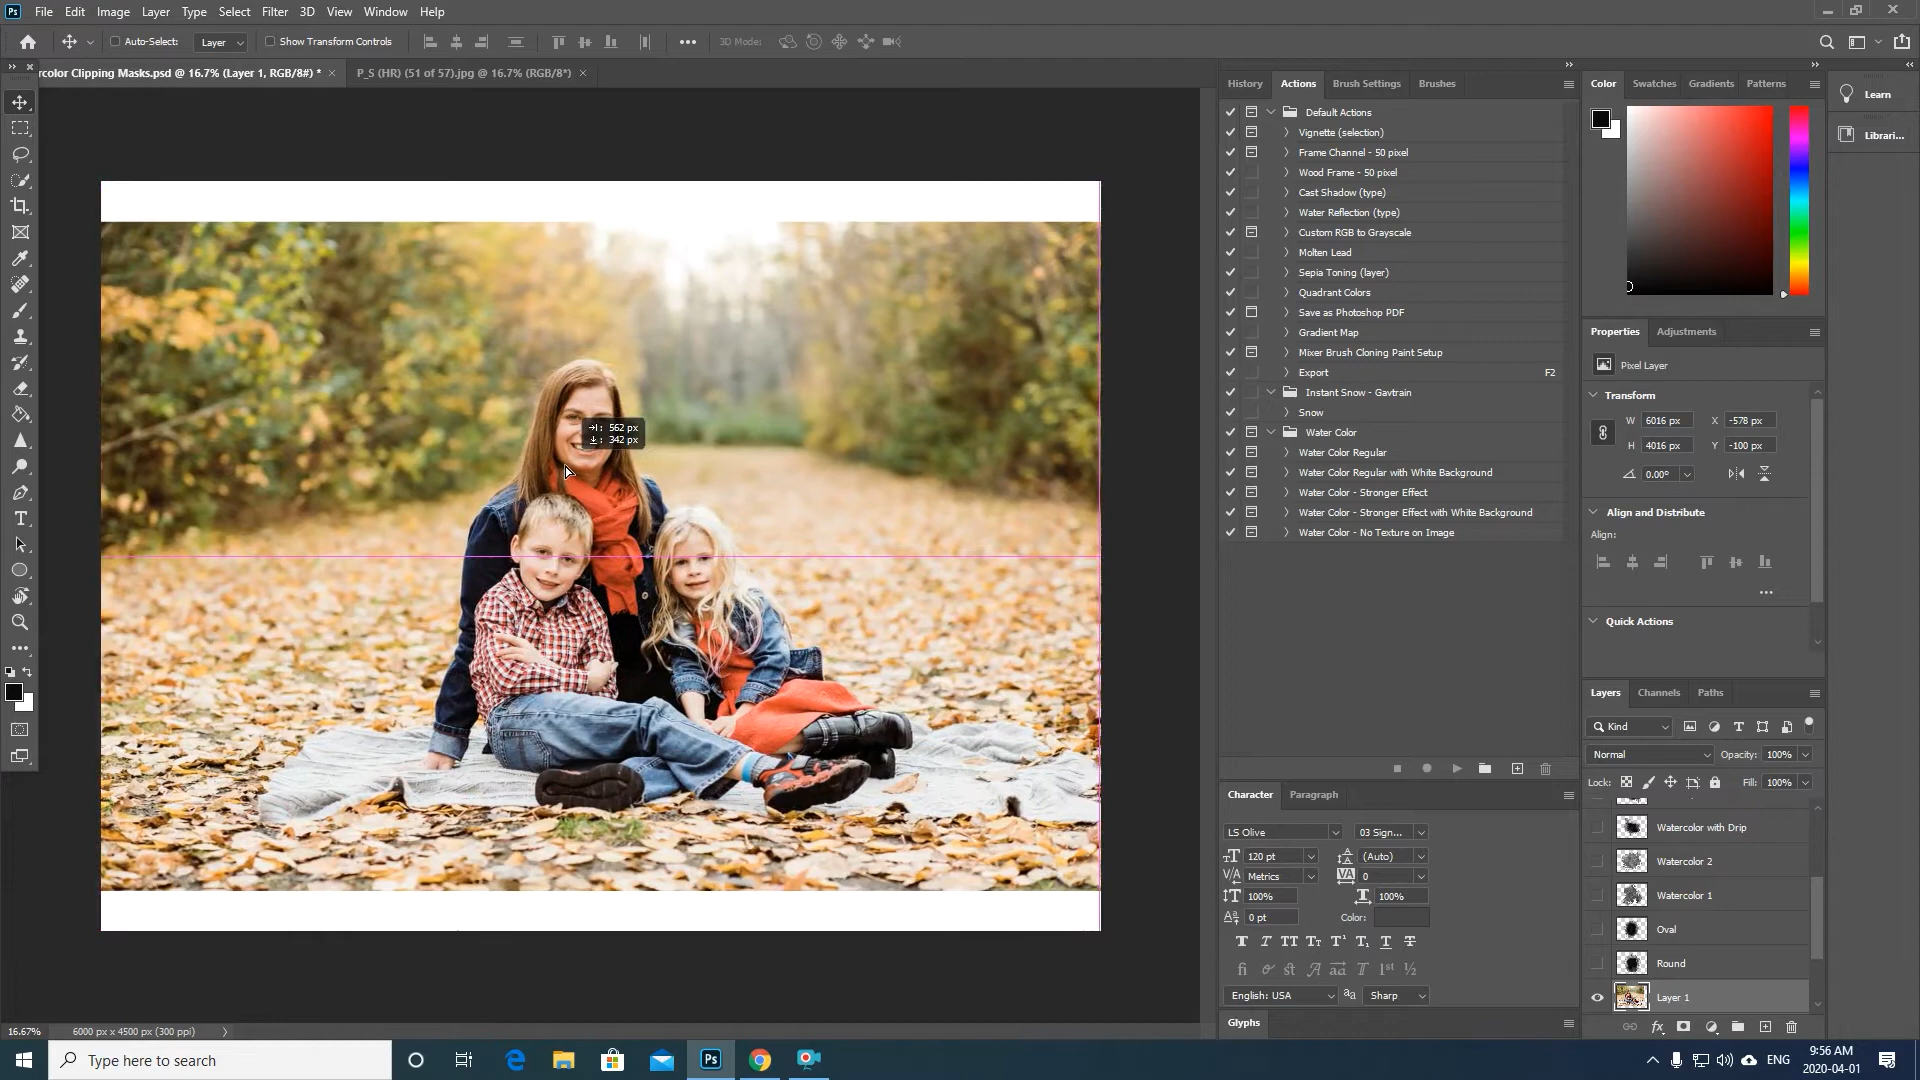 Ps File Edit Image Layer Type Select Filter 3D View Window Help
Auto-Select: Layer Show Transform Controls 3D Mode:
rcolor Clipping Masks.psd @ 16.7% (Layer 1, RGB/8#) * × P_S (HR) (51 of 57).jpg @ 16.7% (RGB/8*) ×
History Actions Brush Settings Brushes
Default Actions
Vignette (selection)
Frame Channel - 50 pixel
Wood Frame - 50 pixel
Cast Shadow (type)
Water Reflection (type)
Custom RGB to Grayscale
Molten Lead
Sepia Toning (layer)
Quadrant Colors
Save as Photoshop PDF
Gradient Map
Mixer Brush Cloning Paint Setup
Export F2
Instant Snow - Gavtrain
Snow
Water Color
Water Color Regular
Water Color Regular with White Background
Water Color - Stronger Effect
Water Color - Stronger Effect with White Background
Water Color - No Texture on Image
562 px
342 px
Character Paragraph
LS Olive 03 Sign...
120 pt (Auto)
Metrics 0
100% 100%
0 pt Color:
English: USA aa Sharp
Glyphs
Color Swatches Gradients Patterns
Learn
Librari...
Properties Adjustments
Pixel Layer
Transform
W 6016 px X -578 px
H 4016 px Y -100 px
0.00°
Align and Distribute
Align:
Quick Actions
Layers Channels Paths
Kind
Normal Opacity: 100%
Lock: Fill: 100%
Watercolor with Drip
Watercolor 2
Watercolor 1
Oval
Round
Layer 1
16.67% 6000 px x 4500 px (300 ppi)
Type here to search
Ps
ENG
9:56 AM
2020-04-01